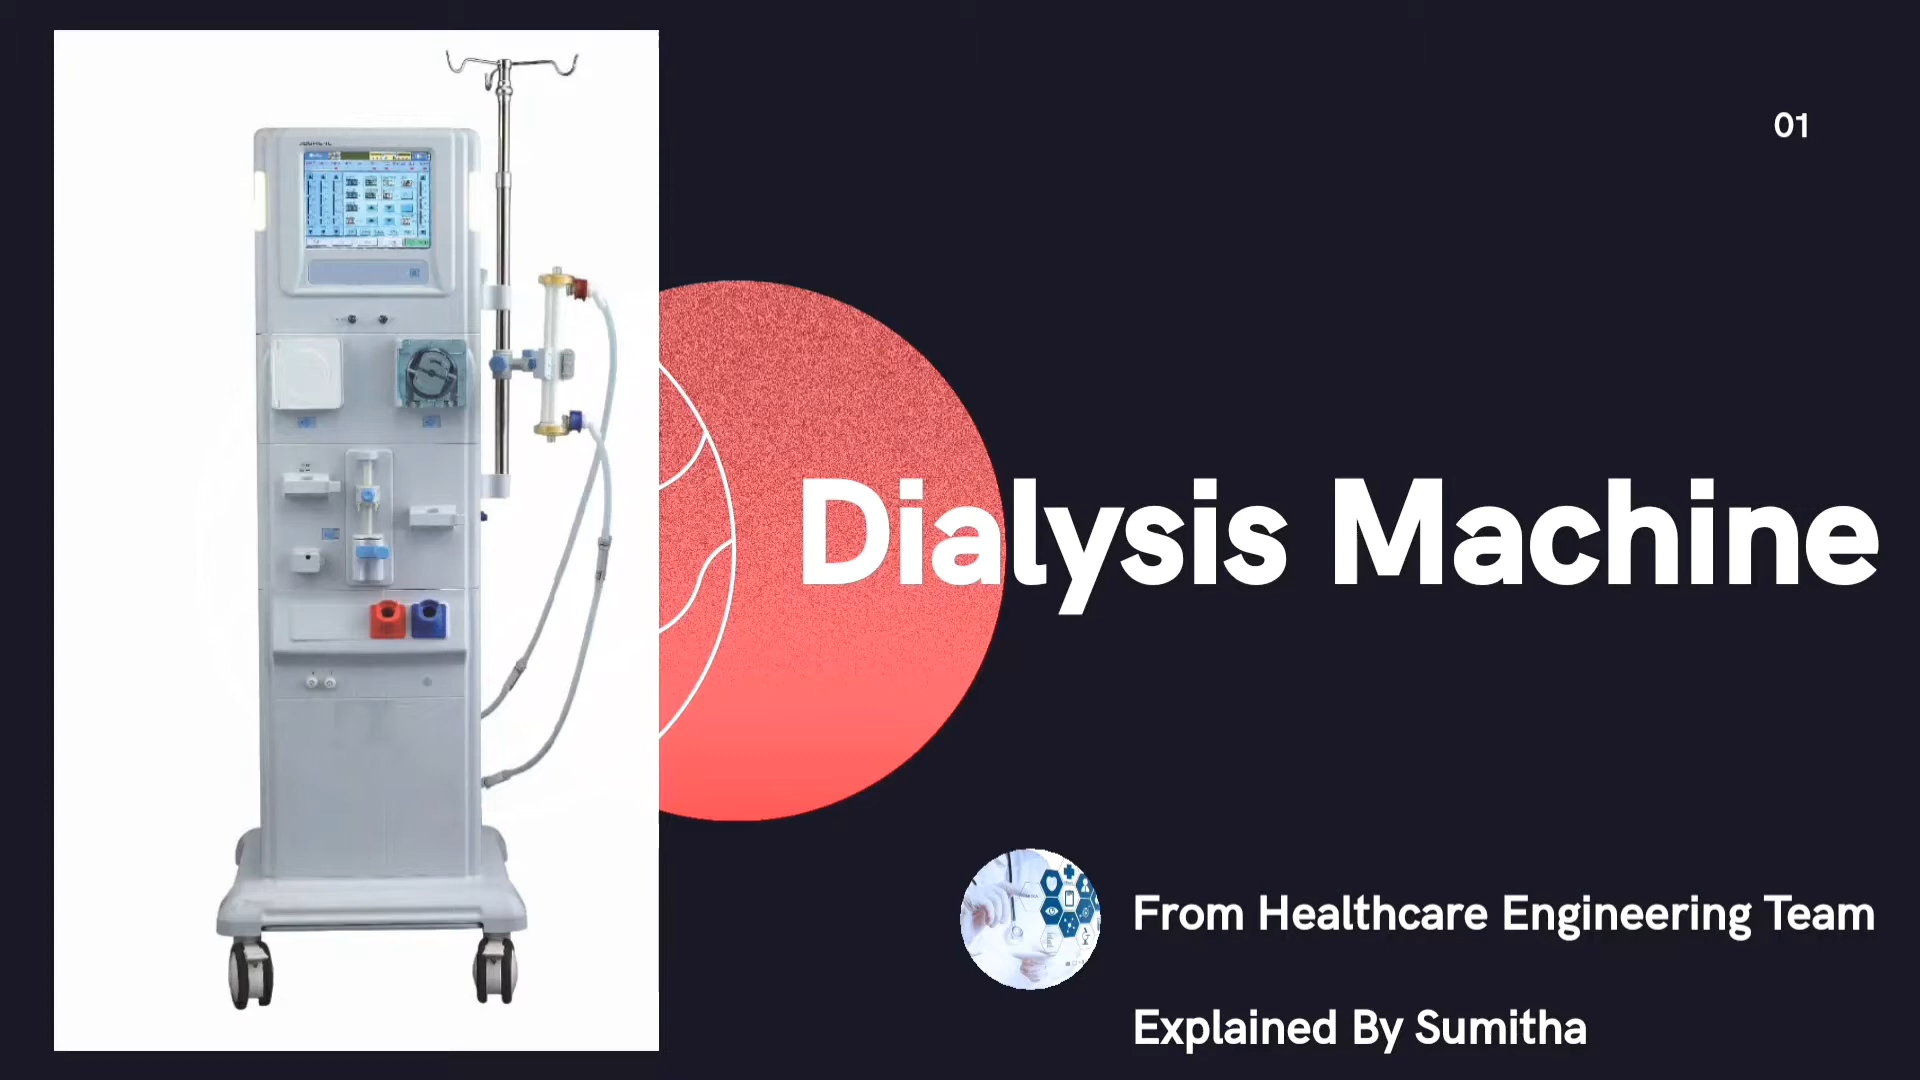 01
Dialysis Machine
From Healthcare Engineering Team
Explained By Sumitha